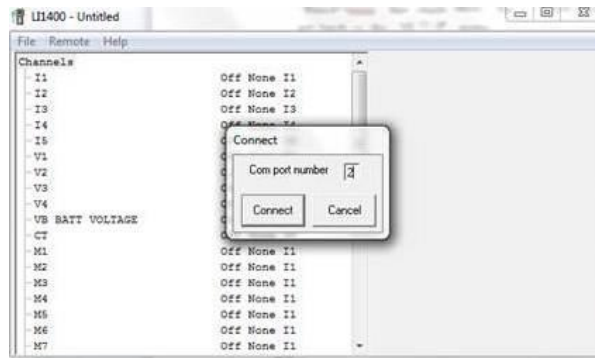 LI1400 - Untitled
File Remote Help
Channels
I1 Off None I1
I2 Off None I2
I3 Off None I3
I4 Off None I4
I5
V1
V2
V3
V4
VB BATT VOLTAGE
CT
M1 Off None I1
M2 Off None I1
M3 Off None I1
M4 Off None I1
M5 Off None I1
M6 Off None I1
M7 Off None I1
Connect
Com port number 2
Connect Cancel